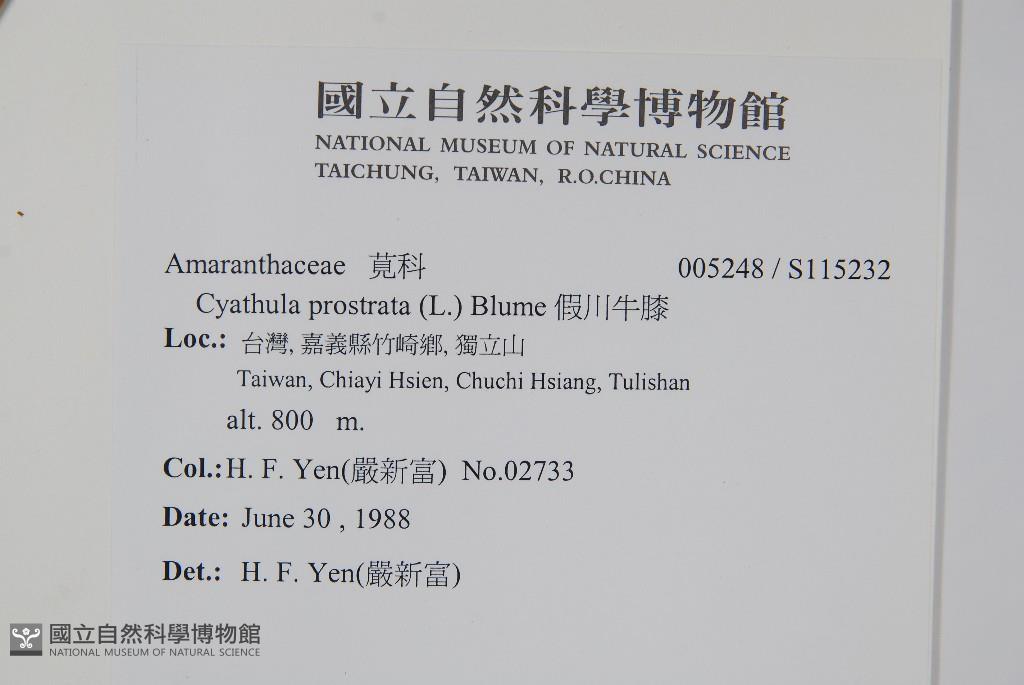 國立自然科學博物館
NATIONAL MUSEUM OF NATURAL SCIENCE
TAICHUNG, TAIWAN, R.O.CHINA
Amaranthaceae 莧科 005248 / S115232
Cyathula prostrata (L.) Blume 假川牛膝
Loc.: 台灣, 嘉義縣竹崎鄉, 獨立山
Taiwan, Chiayi Hsien, Chuchi Hsiang, Tulishan
alt. 800 m.
Col.: H. F. Yen(嚴新富) No.02733
Date: June 30 , 1988
Det.: H. F. Yen(嚴新富)
國立自然科學博物館
NATIONAL MUSEUM OF NATURAL SCIENCE